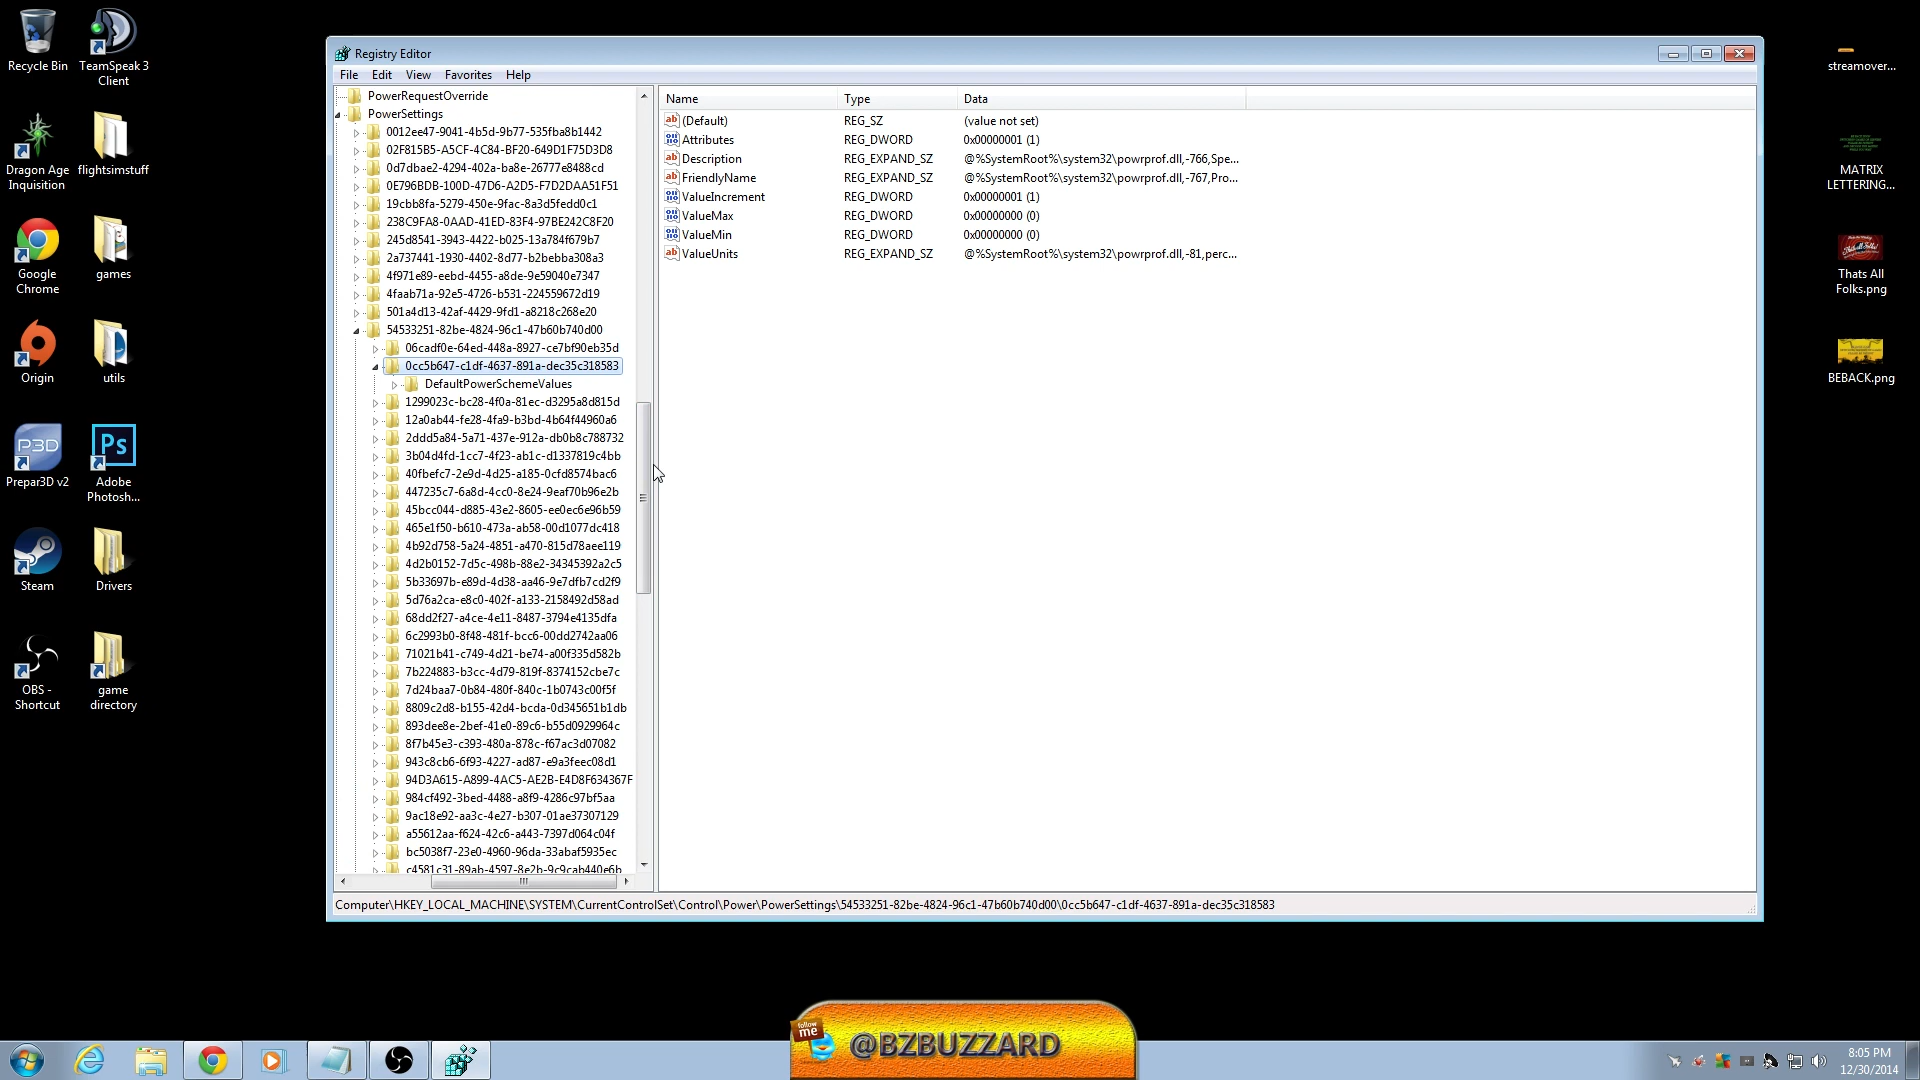 Recycle Bin
TeamSpeak 3
Client
Dragon Age
Inquisition
flightsimstuff
Google
Chrome
games
Origin
utils
Prepar3D v2
Adobe
Photosh...
Steam
Drivers
OBS -
Shortcut
game
directory
P3D
Ps
Registry Editor
File Edit View Favorites Help
PowerRequestOverride
PowerSettings
0012ee47-9041-4b5d-9b77-535fba8b1442
02F815B5-A5CF-4C84-BF20-649D1F75D3D8
0d7dbae2-4294-402a-ba8e-26777e8488cd
0E796BDB-100D-47D6-A2D5-F7D2DAA51F51
19cbb8fa-5279-450e-9fac-8a3d5fedd0c1
238C9FA8-0AAD-41ED-83F4-97BE242C8F20
245d8541-3943-4422-b025-13a784f679b7
2a737441-1930-4402-8d77-b2bebba308a3
4f971e89-eebd-4455-a8de-9e59040e7347
4faab71a-92e5-4726-b531-224559672d19
501a4d13-42af-4429-9fd1-a8218c268e20
54533251-82be-4824-96c1-47b60b740d00
06cadf0e-64ed-448a-8927-ce7bf90eb35d
0cc5b647-c1df-4637-891a-dec35c318583
DefaultPowerSchemeValues
1299023c-bc28-4f0a-81ec-d3295a8d815d
12a0ab44-fe28-4fa9-b3bd-4b64f44960a6
2ddd5a84-5a71-437e-912a-db0b8c788732
3b04d4fd-1cc7-4f23-ab1c-d1337819c4bb
40fbefc7-2e9d-4d25-a185-0cfd8574bac6
447235c7-6a8d-4cc0-8e24-9eaf70b96e2b
45bcc044-d885-43e2-8605-ee0ec6e96b59
465e1f50-b610-473a-ab58-00d1077dc418
4b92d758-5a24-4851-a470-815d78aee119
4d2b0152-7d5c-498b-88e2-34345392a2c5
5b33697b-e89d-4d38-aa46-9e7dfb7cd2f9
5d76a2ca-e8c0-402f-a133-2158492d58ad
68dd2f27-a4ce-4e11-8487-3794e4135dfa
6c2993b0-8f48-481f-bcc6-00dd2742aa06
71021b41-c749-4d21-be74-a00f335d582b
7b224883-b3cc-4d79-819f-8374152cbe7c
7d24baa7-0b84-480f-840c-1b0743c00f5f
8809c2d8-b155-42d4-bcda-0d345651b1db
893dee8e-2bef-41e0-89c6-b55d0929964c
8f7b45e3-c393-480a-878c-f67ac3d07082
943c8cb6-6f93-4227-ad87-e9a3feec08d1
94D3A615-A899-4AC5-AE2B-E4D8F634367F
984cf492-3bed-4488-a8f9-4286c97bf5aa
9ac18e92-aa3c-4e27-b307-01ae37307129
a55612aa-f624-42c6-a443-7397d064c04f
bc5038f7-23e0-4960-96da-33abaf5935ec
c4581c31-89ab-4597-8e2b-9c9cab440e6b
Name Type Data
(Default) REG_SZ (value not set)
Attributes REG_DWORD 0x00000001 (1)
Description REG_EXPAND_SZ @%SystemRoot%\system32\powrprof.dll,-766,Spe...
FriendlyName REG_EXPAND_SZ @%SystemRoot%\system32\powrprof.dll,-767,Pro...
ValueIncrement REG_DWORD 0x00000001 (1)
ValueMax REG_DWORD 0x00000000 (0)
ValueMin REG_DWORD 0x00000000 (0)
ValueUnits REG_EXPAND_SZ @%SystemRoot%\system32\powrprof.dll,-81,perc...
Computer\HKEY_LOCAL_MACHINE\SYSTEM\CurrentControlSet\Control\Power\PowerSettings\54533251-82be-4824-96c1-47b60b740d00\0cc5b647-c1df-4637-891a-dec35c318583
streamover...
MATRIX
LETTERING...
Thats All
Folks.png
BEBACK.png
follow
me
@BZBUZZARD
8:05 PM
12/30/2014